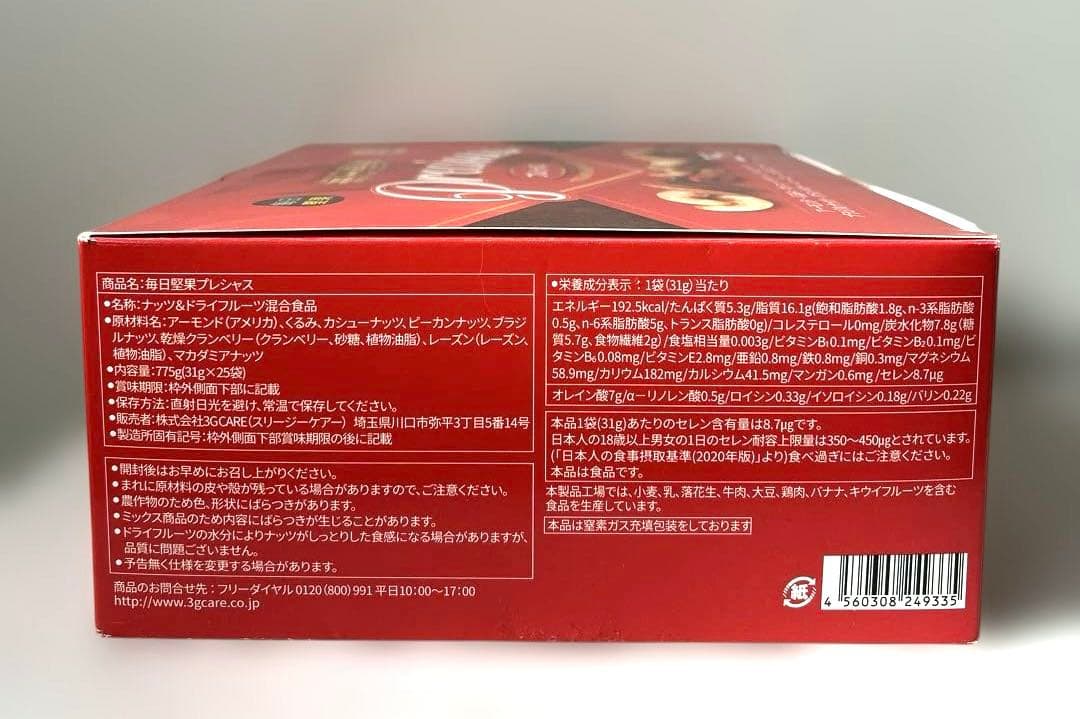 Precious
商品名:毎日堅果プレシャス
●名称:ナッツ&ドライフルーツ混合食品
●原材料名:アーモンド(アメリカ)、くるみ、カシューナッツ、ピーカンナッツ、ブラジ
ルナッツ、乾燥クランベリー(クランベリー、砂糖、植物油脂)、レーズン(レーズン、
植物油脂)、マカダミアナッツ
●内容量:775g(31g×25袋)
●賞味期限:枠外側面下部に記載
●保存方法:直射日光を避け、常温で保存してください。
●販売者:株式会社3GCARE(スリージーケアー) 埼玉県川口市弥平3丁目5番14号
●製造所固有記号:枠外側面下部賞味期限の後に記載
●開封後はお早めにお召し上がりください。
●まれに原材料の皮や殻が残っている場合がありますので、ご注意ください。
●農作物のため色、形状にばらつきがあります。
●ミックス商品のため内容にばらつきが生じることがあります。
●ドライフルーツの水分によりナッツがしっとりした食感になる場合がありますが、
品質に問題ございません。
●予告無く仕様を変更する場合があります。
商品のお問合せ先:フリーダイヤル 0120(800)991 平日10:00〜17:00
http://www.3gcare.co.jp
●栄養成分表示:1袋(31g)当たり
エネルギー192.5kcal/たんぱく質5.3g/脂質16.1g(飽和脂肪酸1.8g、n-3系脂肪酸
0.5g、n-6系脂肪酸5g、トランス脂肪酸0g)/コレステロール0mg/炭水化物7.8g(糖
質5.7g、食物繊維2g)/食塩相当量0.003g/ビタミンB₁0.1mg/ビタミンB₂0.1mg/ビ
タミンB₆0.08mg/ビタミンE2.8mg/亜鉛0.8mg/鉄0.8mg/銅0.3mg/マグネシウム
58.9mg/カリウム182mg/カルシウム41.5mg/マンガン0.6mg/セレン8.7μg
オレイン酸7g/α-リノレン酸0.5g/ロイシン0.33g/イソロイシン0.18g/バリン0.22g
本品1袋(31g)あたりのセレン含有量は8.7μgです。
日本人の18歳以上男女の1日のセレン耐容上限量は350〜450μgとされています。
(「日本人の食事摂取基準(2020年版)」より)食べ過ぎにはご注意ください。
本品は食品です。
本製品工場では、小麦、乳、落花生、牛肉、大豆、鶏肉、バナナ、キウイフルーツを含む
食品を生産しています。
本品は窒素ガス充填包装をしております
紙
4 560308 249335